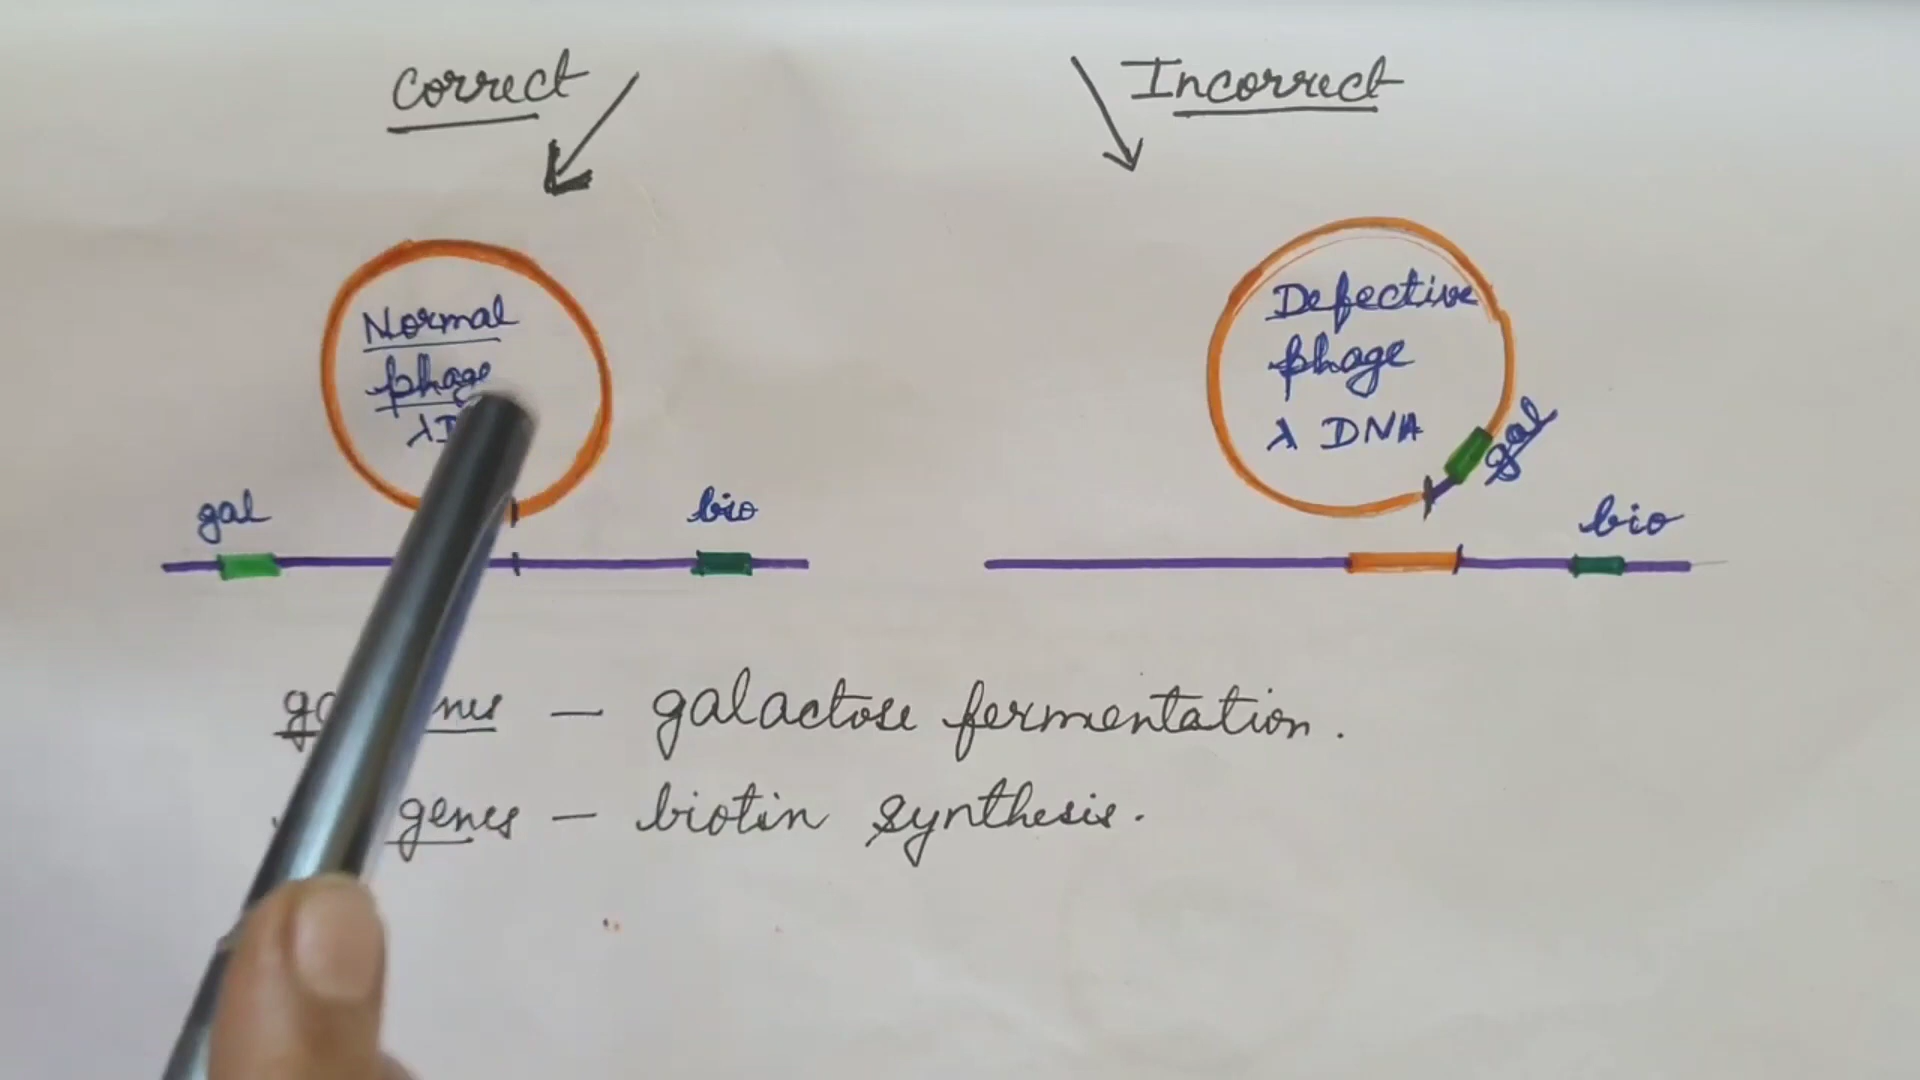 Correct
Incorrect
Normal
phage
Defective
phage
λ DNA
gal
gal
bio
bio
– galactose fermentation.
genes – biotin synthesis.